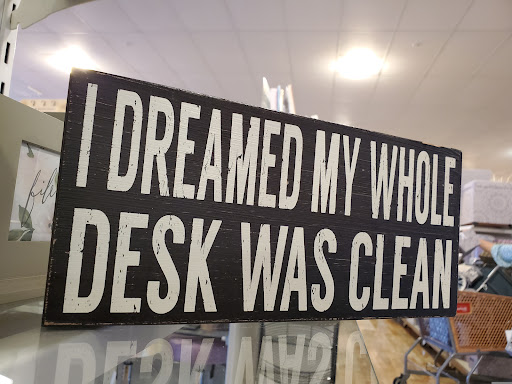 I DREAMED MY WHOLE
DESK WAS CLEAN